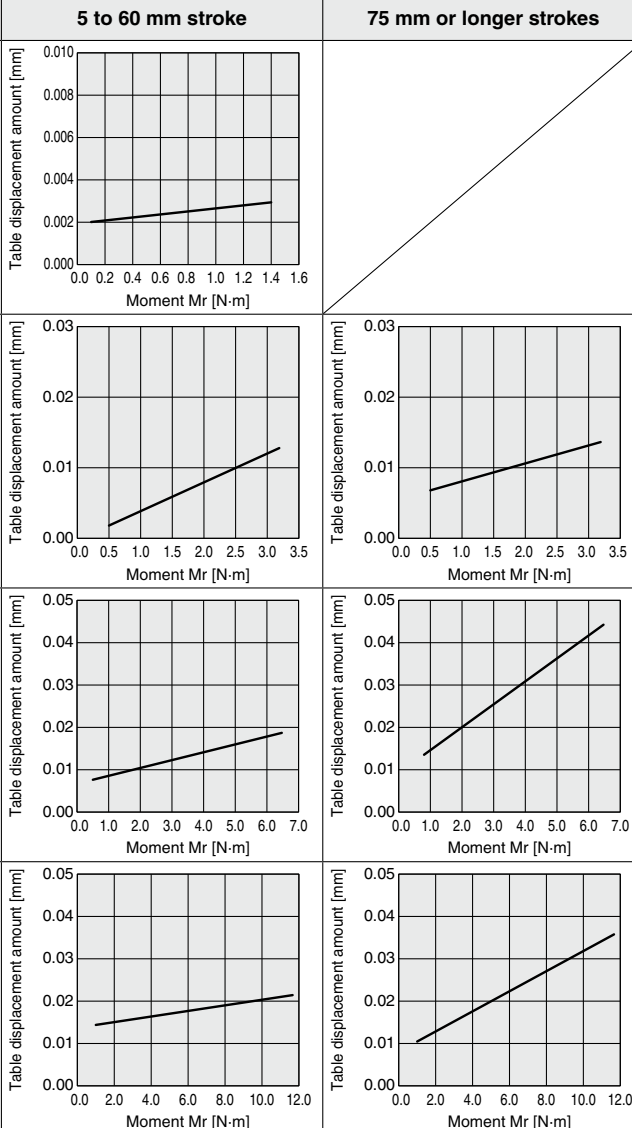 5 to 60 mm stroke
75 mm or longer strokes
Table displacement amount [mm]
0.010
0.008
0.006
0.004
0.002
0.000
0.0 0.2 0.4 0.6 0.8 1.0 1.2 1.4 1.6
Moment Mr [N·m]
Table displacement amount [mm]
0.03
0.02
0.01
0.00
0.0 0.5 1.0 1.5 2.0 2.5 3.0 3.5
Moment Mr [N·m]
Table displacement amount [mm]
0.03
0.02
0.01
0.00
0.0 0.5 1.0 1.5 2.0 2.5 3.0 3.5
Moment Mr [N·m]
Table displacement amount [mm]
0.05
0.04
0.03
0.02
0.01
0.00
0.0 1.0 2.0 3.0 4.0 5.0 6.0 7.0
Moment Mr [N·m]
Table displacement amount [mm]
0.05
0.04
0.03
0.02
0.01
0.00
0.0 1.0 2.0 3.0 4.0 5.0 6.0 7.0
Moment Mr [N·m]
Table displacement amount [mm]
0.05
0.04
0.03
0.02
0.01
0.00
0.0 2.0 4.0 6.0 8.0 10.0 12.0
Moment Mr [N·m]
Table displacement amount [mm]
0.05
0.04
0.03
0.02
0.01
0.00
0.0 2.0 4.0 6.0 8.0 10.0 12.0
Moment Mr [N·m]